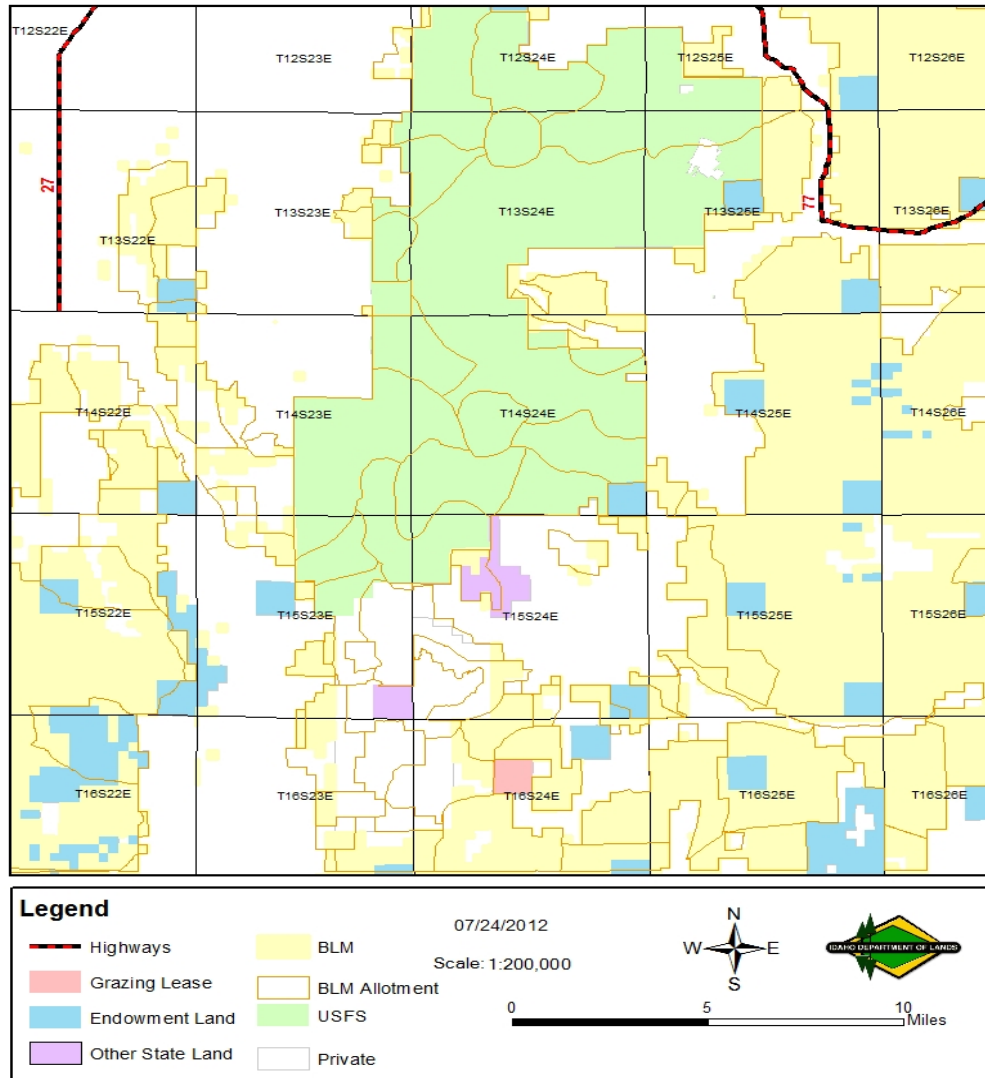 T12S22E
T12S23E
T12S24E
T12S25E
T12S26E
27
77
T13S22E
T13S23E
T13S24E
T13S25E
T13S26E
T14S22E
T14S23E
T14S24E
T14S25E
T14S26E
T15S22E
T15S23E
T15S24E
T15S25E
T15S26E
T16S22E
T16S23E
T16S24E
T16S25E
T16S26E
Legend
Highways
Grazing Lease
Endowment Land
Other State Land
BLM
BLM Allotment
USFS
Private
07/24/2012
Scale: 1:200,000
N
W E
S
IDAHO DEPARTMENT OF LANDS
0 5 10
Miles